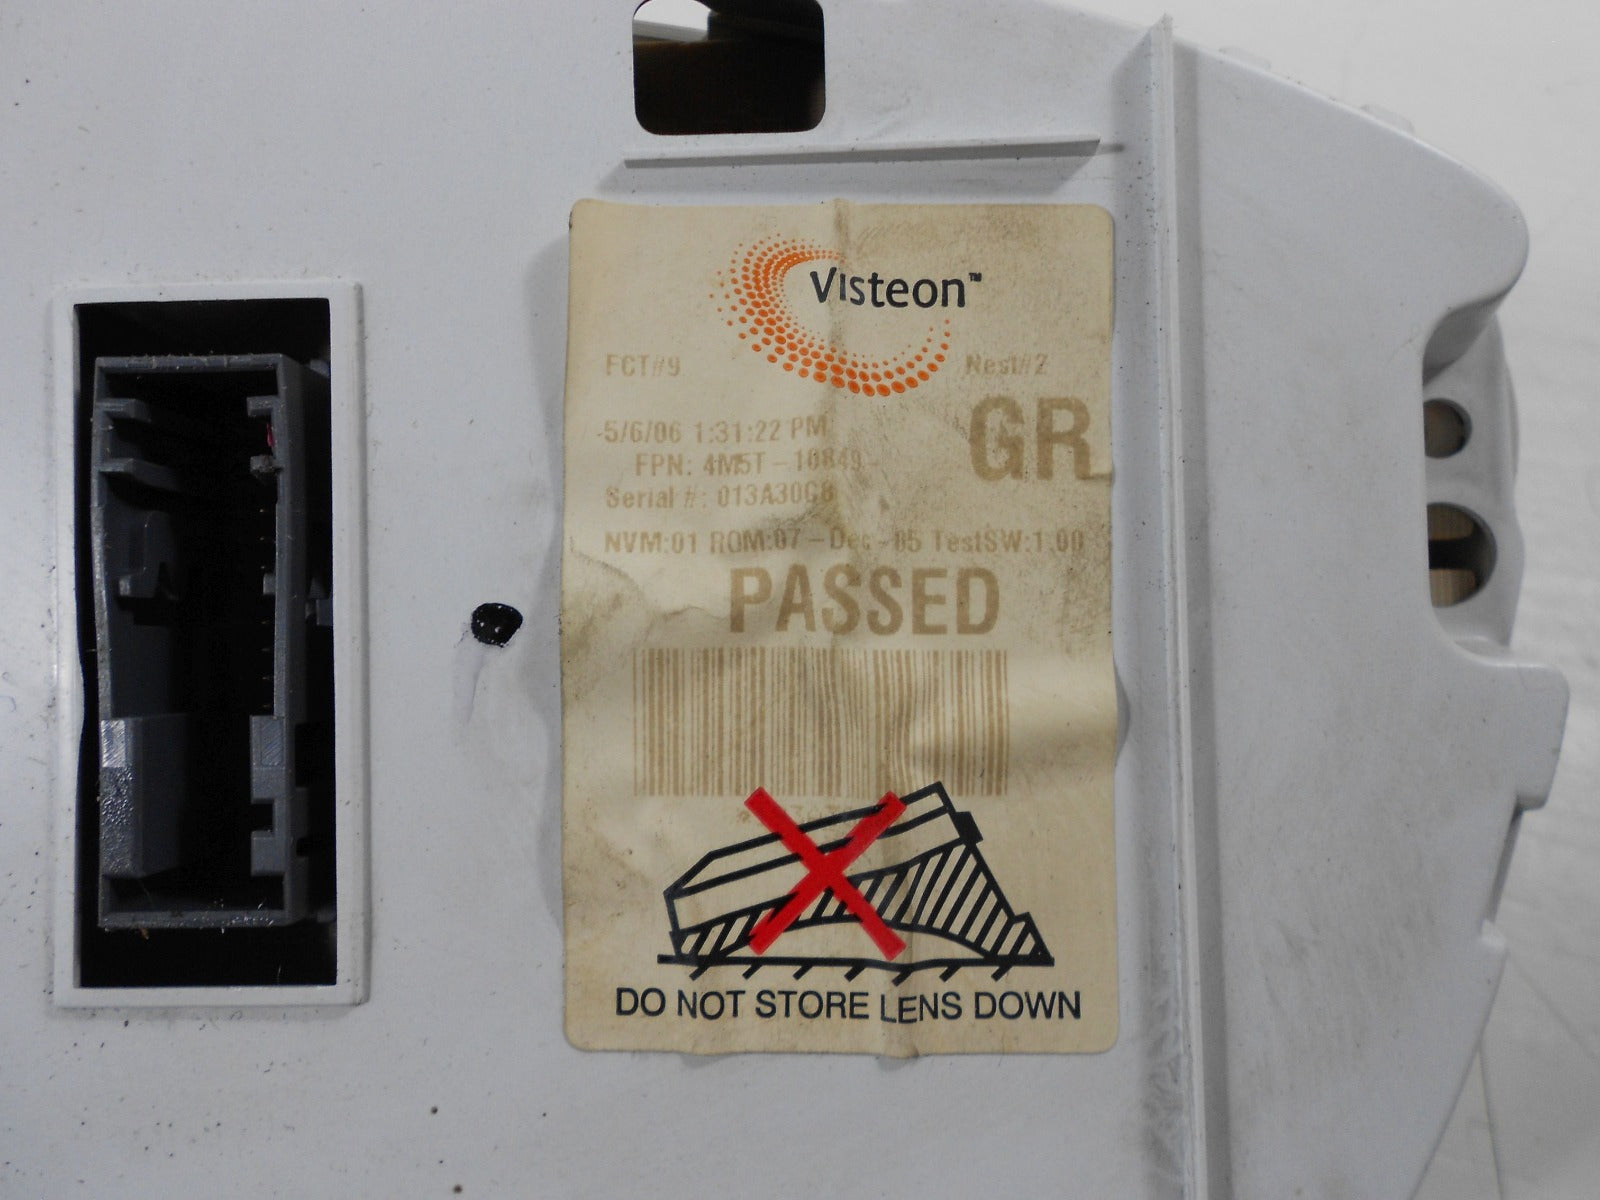 Visteon™
FCT#9 Nest#2
5/6/06 1:31:22 PM GR
FPN: 4M5T-10849-
Serial #: 013A30G8
NVM:01 ROM:07-Dec-05 TestSW:1.00
PASSED
DO NOT STORE LENS DOWN